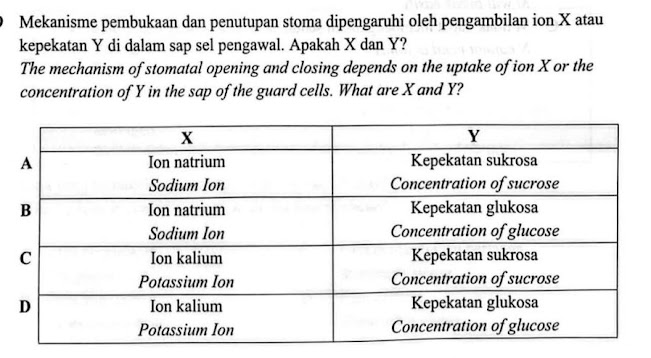 Mekanisme pembukaan dan penutupan stoma dipengaruhi oleh pengambilan ion X atau
kepekatan Y di dalam sap sel pengawal. Apakah X dan Y?
The mechanism of stomatal opening and closing depends on the uptake of ion X or the
concentration of Y in the sap of the guard cells. What are X and Y?
X Y
A Ion natrium Kepekatan sukrosa
Sodium Ion Concentration of sucrose
B Ion natrium Kepekatan glukosa
Sodium Ion Concentration of glucose
C Ion kalium Kepekatan sukrosa
Potassium Ion Concentration of sucrose
D Ion kalium Kepekatan glukosa
Potassium Ion Concentration of glucose